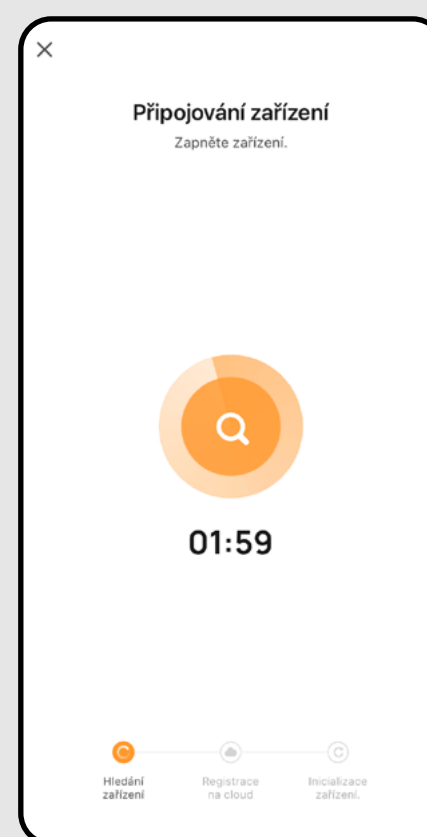 Připojování zařízení
Zapněte zařízení.
01:59
Hledání
zařízení
Registrace
na cloud
Inicializace
zařízení.